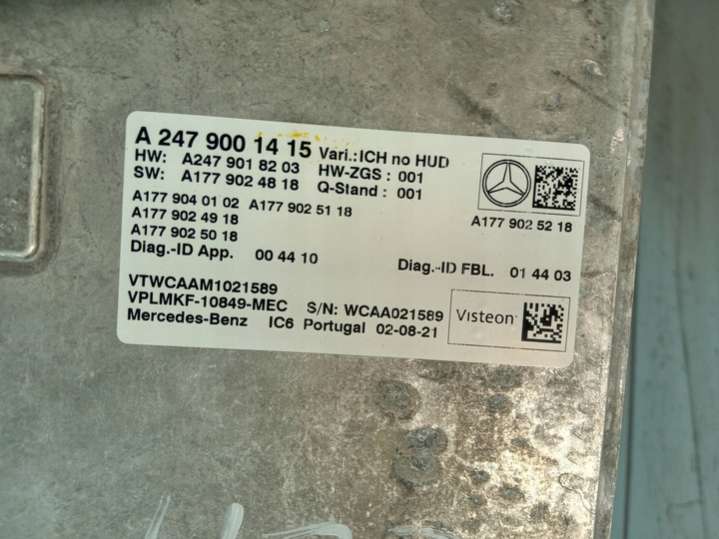 A 247 900 14 15 Vari.:ICH no HUD
HW: A247 901 82 03 HW-ZGS : 001
SW: A177 902 48 18 Q-Stand : 001
A177 904 01 02 A177 902 51 18
A177 902 49 18
A177 902 50 18
A177 902 52 18
Diag.-ID App. 00 44 10 Diag.-ID FBL. 01 44 03
VTWCAAM1021589
VPLMKF-10849-MEC S/N: WCAA021589
Mercedes-Benz IC6 Portugal 02-08-21
Visteon